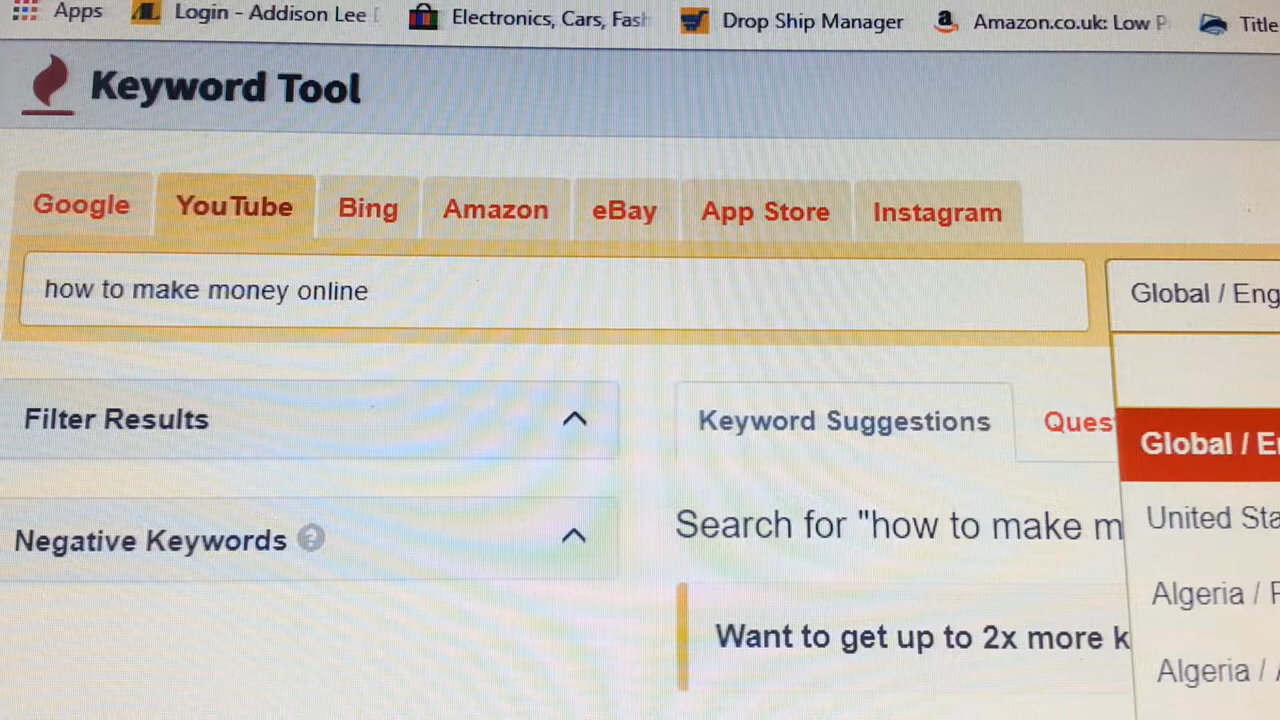 Apps Login - Addison Lee Electronics, Cars, Fash Drop Ship Manager Amazon.co.uk: Low P Title
Keyword Tool
Google YouTube Bing Amazon eBay App Store Instagram
how to make money online Global / Eng
Filter Results Keyword Suggestions Ques Global / E
United Sta
Negative Keywords ? Search for "how to make m
Algeria / F
Want to get up to 2x more k
Algeria /